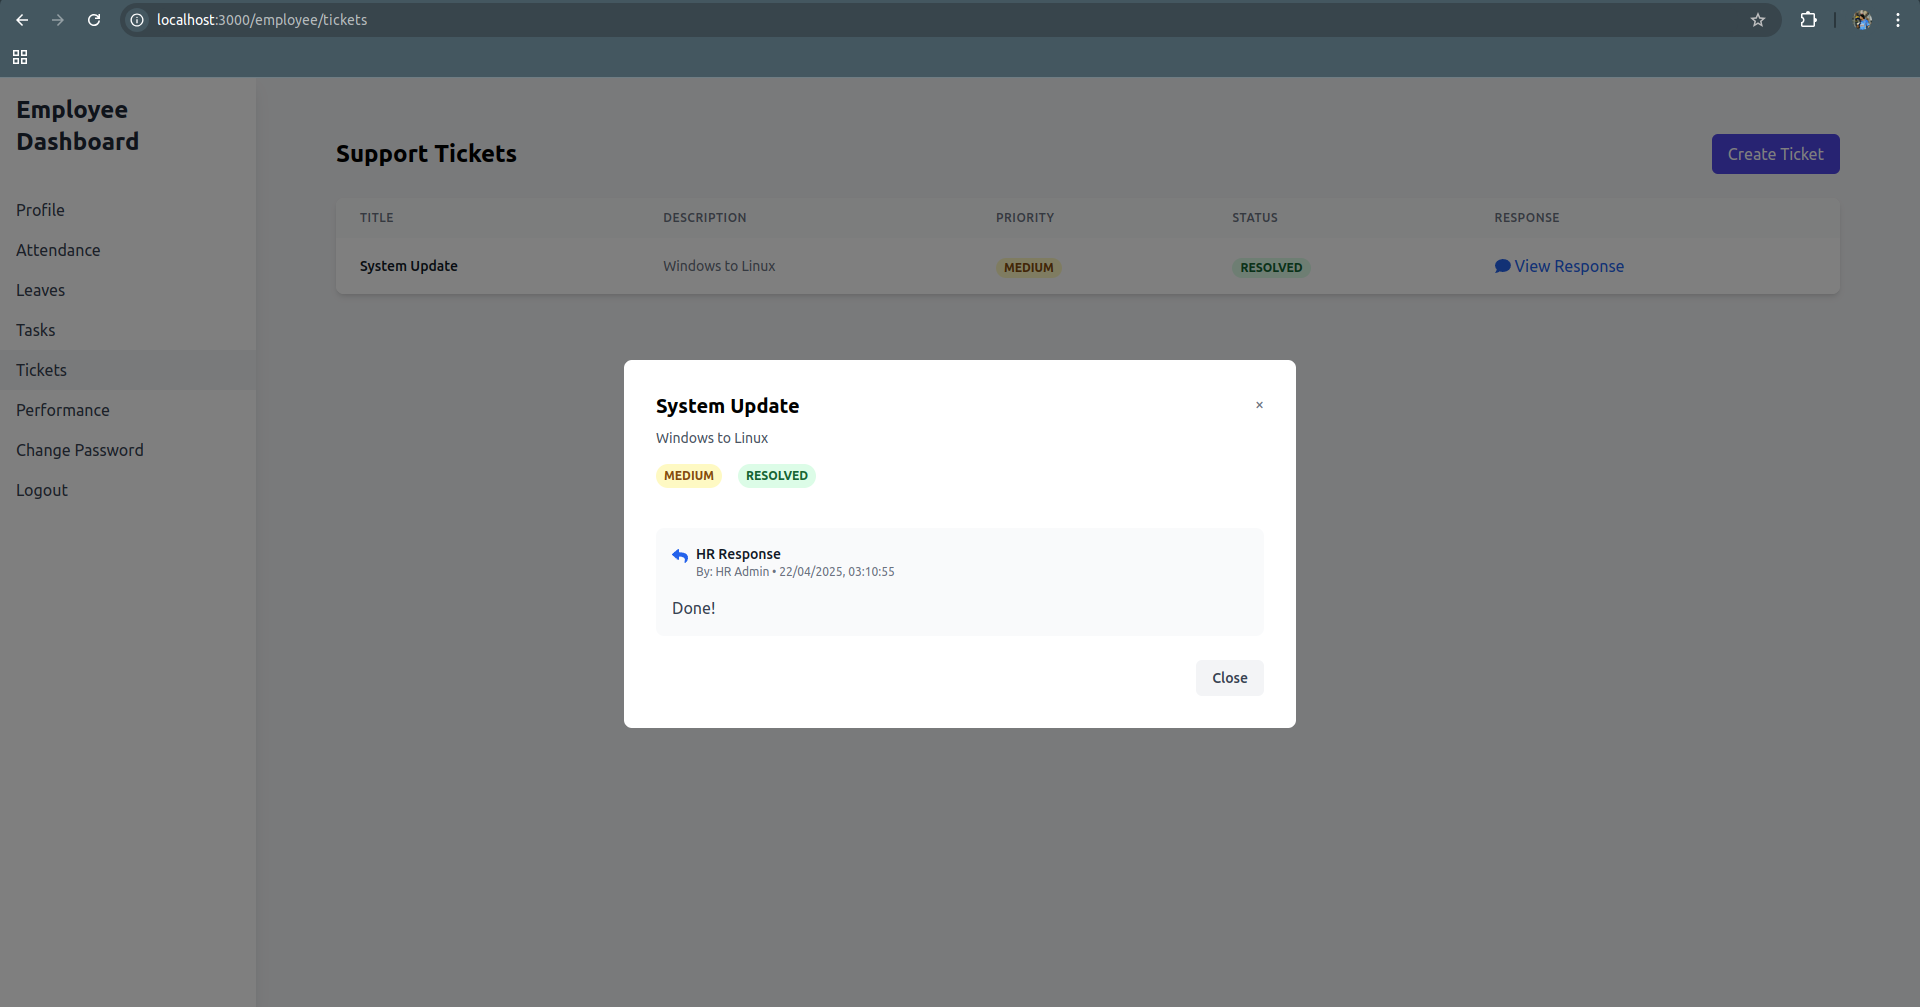 localhost:3000/employee/tickets
Employee
Dashboard
Profile
Attendance
Leaves
Tasks
Tickets
Performance
Change Password
Logout
Support Tickets
Create Ticket
TITLE DESCRIPTION PRIORITY STATUS RESPONSE
System Update Windows to Linux MEDIUM RESOLVED View Response
System Update ×
Windows to Linux
MEDIUM RESOLVED
HR Response
By: HR Admin • 22/04/2025, 03:10:55
Done!
Close